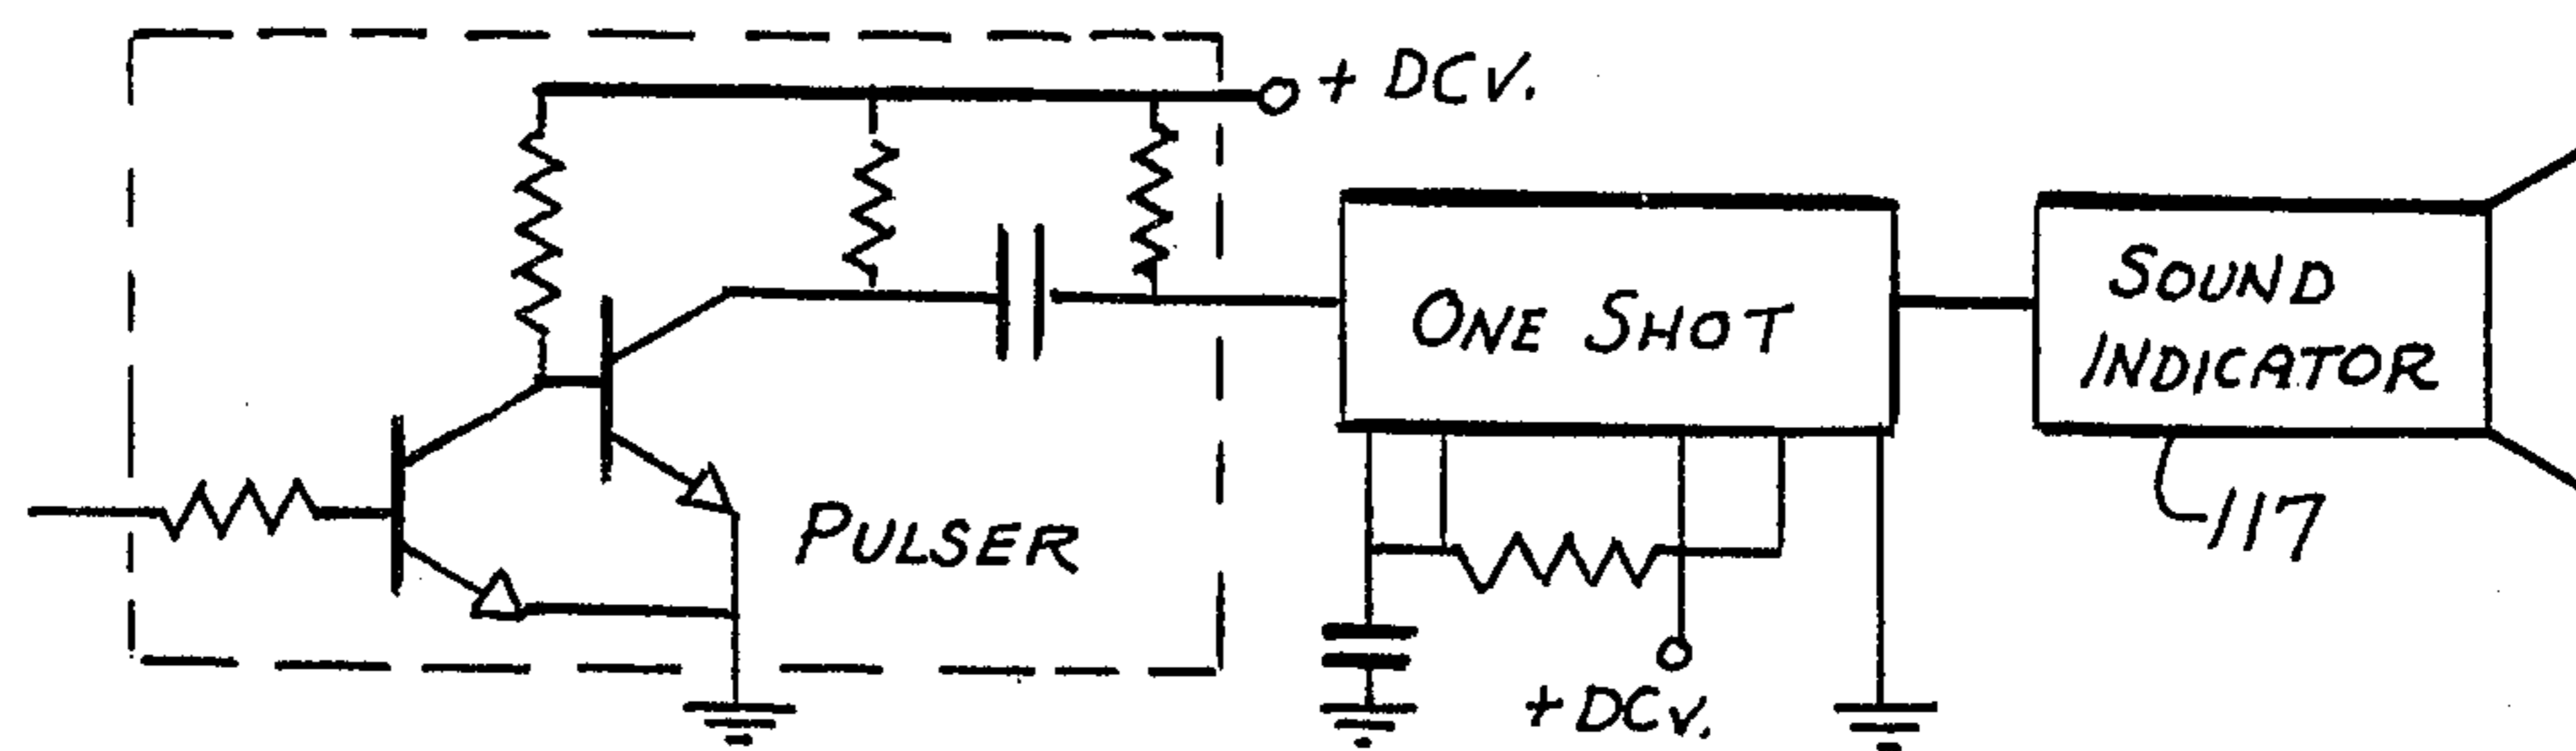 + DCV.
ONE SHOT
SOUND
INDICATOR
PULSER
117
+ DCV.